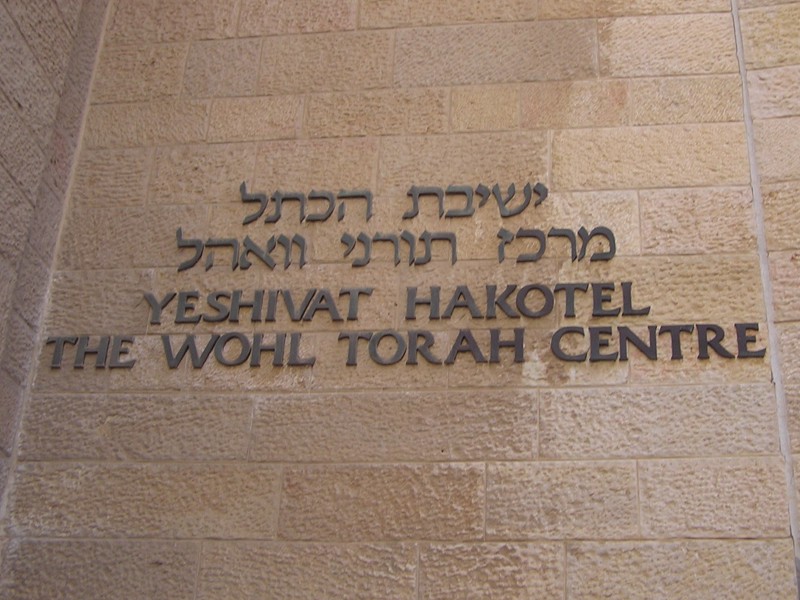 ישיבת הכתל
מרכז תורני וואהל
YESHIVAT HAKOTEL
THE WOHL TORAH CENTRE